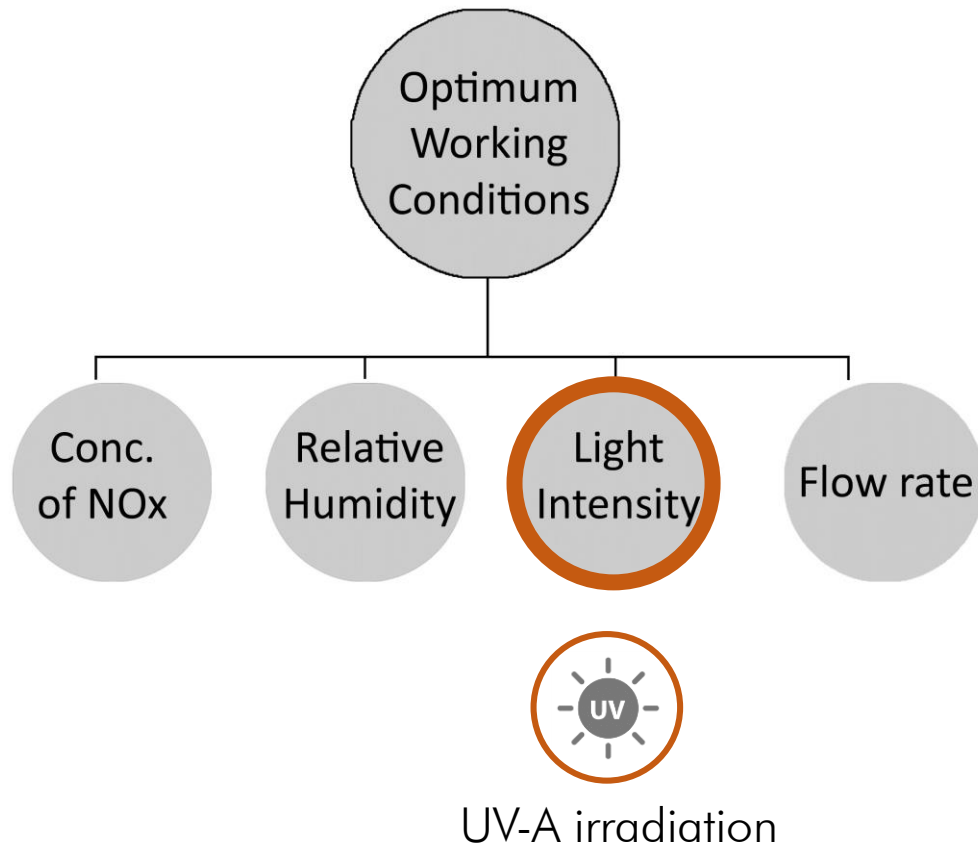 Optimum
Working
Conditions
Conc.
of NOx
Relative
Humidity
Light
Intensity
Flow rate
UV
UV-A irradiation